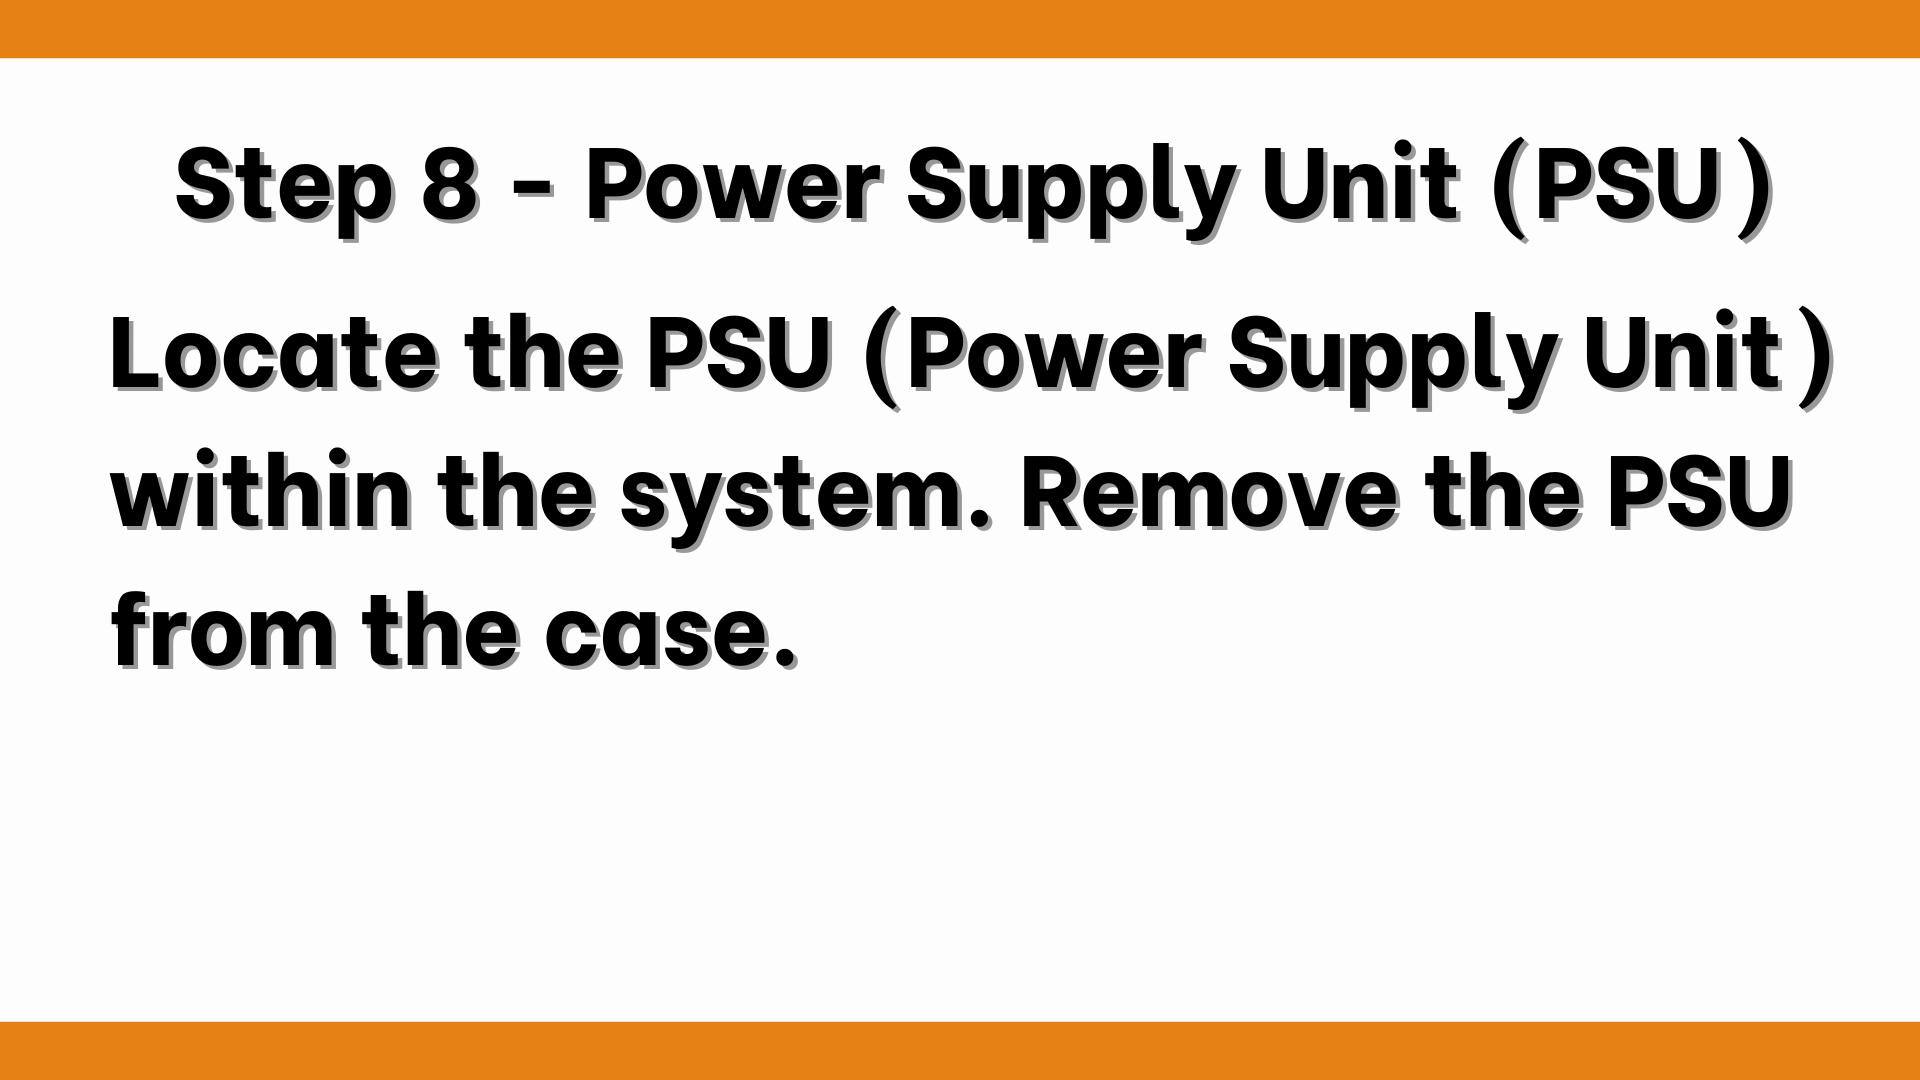 Step 8 - Power Supply Unit (PSU)
Locate the PSU (Power Supply Unit)
within the system. Remove the PSU
from the case.